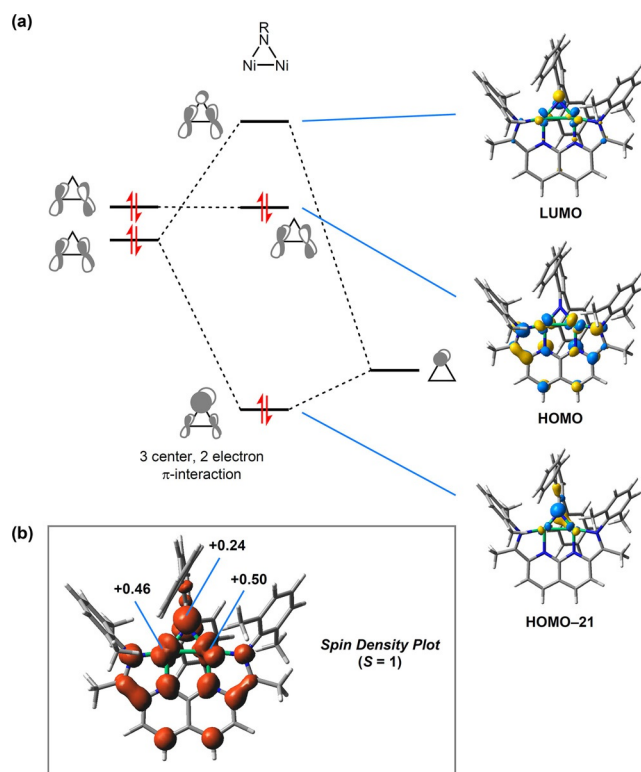 (a)
R
N
Ni—Ni
LUMO
HOMO
3 center, 2 electron
π-interaction
HOMO–21
(b)
+0.24
+0.46
+0.50
Spin Density Plot
(S = 1)